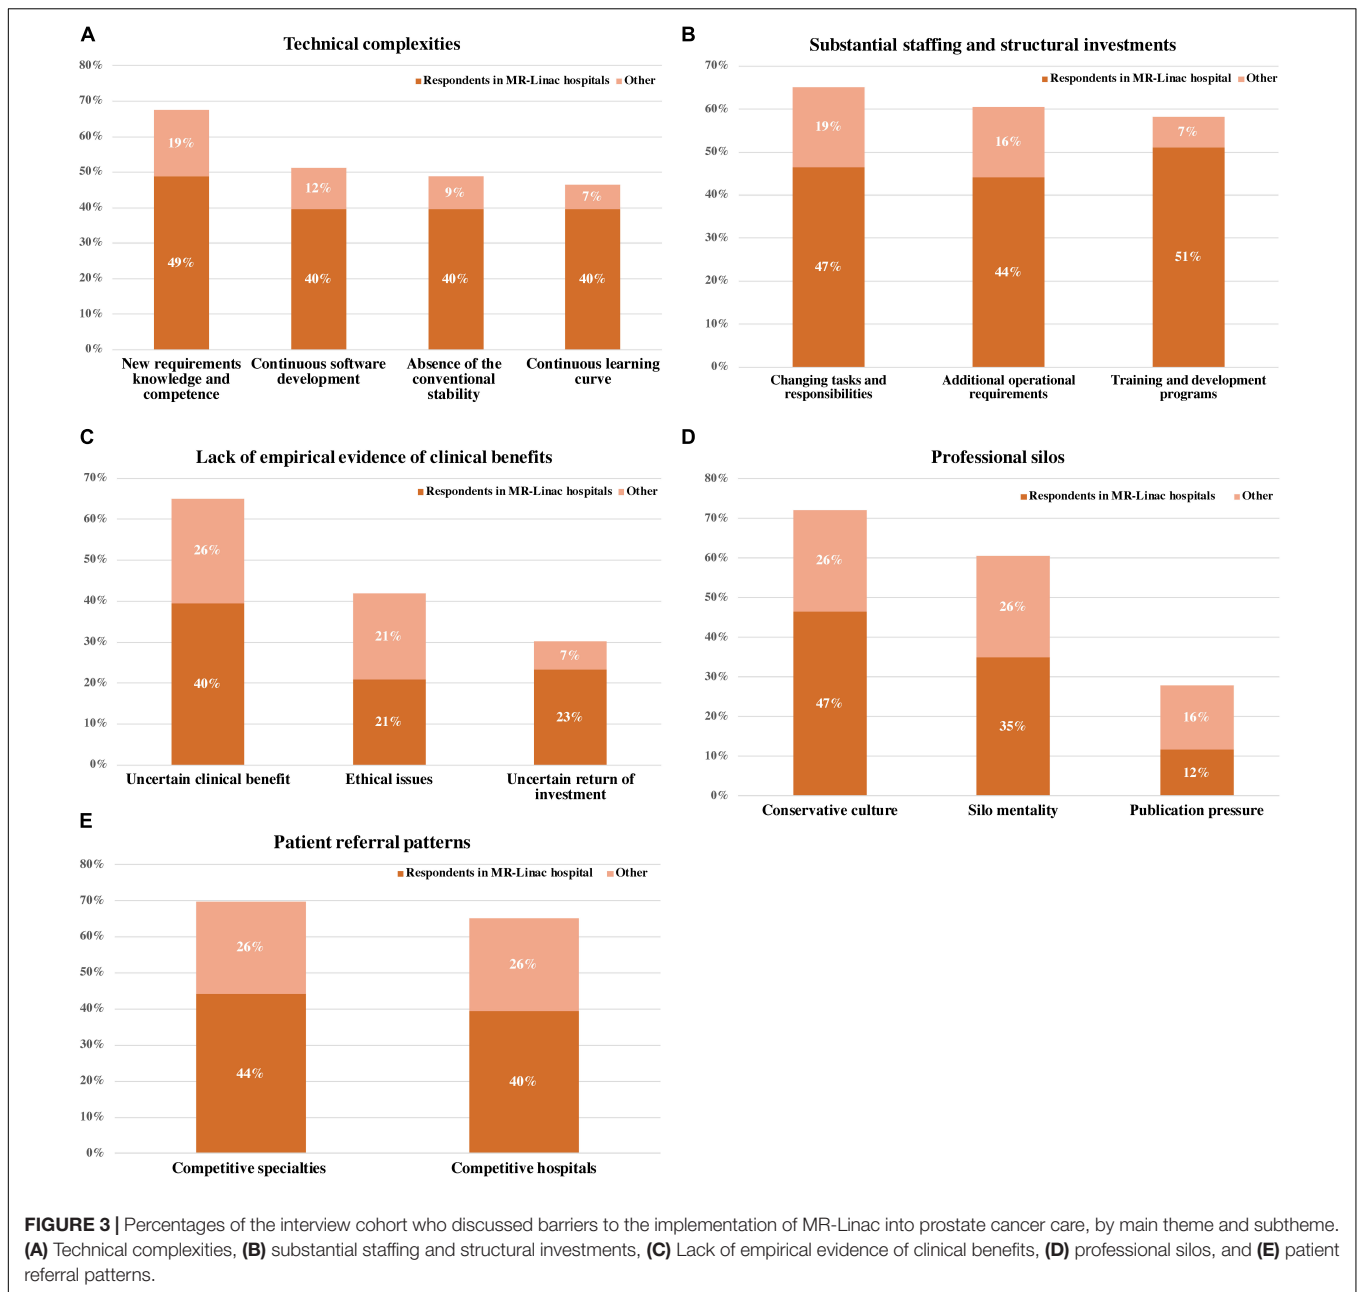 A
Technical complexities
80%
70%
60%
50%
40%
30%
20%
10%
0%
Respondents in MR-Linac hospitals Other
19%
49%
12%
40%
9%
40%
7%
40%
New requirements knowledge and competence
Continuous software development
Absence of the conventional stability
Continuous learning curve
B
Substantial staffing and structural investments
70%
60%
50%
40%
30%
20%
10%
0%
Respondents in MR-Linac hospital Other
19%
47%
16%
44%
7%
51%
Changing tasks and responsibilities
Additional operational requirements
Training and development programs
C
Lack of empirical evidence of clinical benefits
70%
60%
50%
40%
30%
20%
10%
0%
Respondents in MR-Linac hospitals Other
26%
40%
21%
21%
7%
23%
Uncertain clinical benefit
Ethical issues
Uncertain return of investment
D
Professional silos
80%
70%
60%
50%
40%
30%
20%
10%
0%
Respondents in MR-Linac hospitals Other
26%
47%
26%
35%
16%
12%
Conservative culture
Silo mentality
Publication pressure
E
Patient referral patterns
80%
70%
60%
50%
40%
30%
20%
10%
0%
Respondents in MR-Linac hospital Other
26%
44%
26%
40%
Competitive specialties
Competitive hospitals
FIGURE 3 | Percentages of the interview cohort who discussed barriers to the implementation of MR-Linac into prostate cancer care, by main theme and subtheme.
(A) Technical complexities, (B) substantial staffing and structural investments, (C) Lack of empirical evidence of clinical benefits, (D) professional silos, and (E) patient
referral patterns.